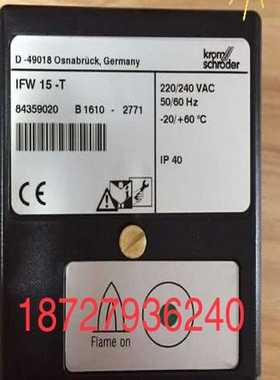 D -49018 Osnabrück, Germany
krom//
schröder
IFW 15 -T
84359020 B 1610 - 2771
220/240 VAC
50/60 Hz
-20/+60 °C
IP 40
CE
18727936240
Flame on